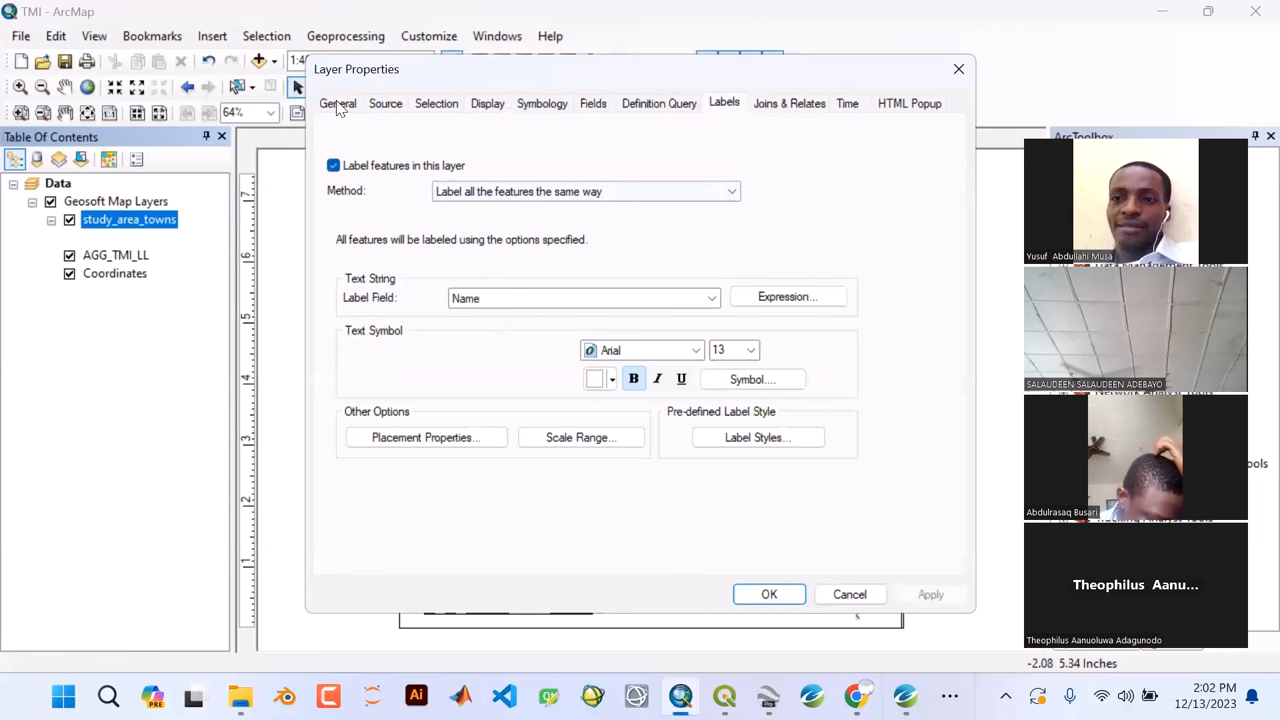 TMI - ArcMap
File Edit View Bookmarks Insert Selection Geoprocessing Customize Windows Help
64%
Table Of Contents
Data
Geosoft Map Layers
study_area_towns
AGG_TMI_LL
Coordinates
Layer Properties
General Source Selection Display Symbology Fields Definition Query Labels Joins & Relates Time HTML Popup
Label features in this layer
Method: Label all the features the same way
All features will be labeled using the options specified.
Text String
Label Field: Name Expression...
Text Symbol
Arial 13
B I U Symbol....
Other Options
Placement Properties... Scale Range...
Pre-defined Label Style
Label Styles...
OK Cancel Apply
ArcToolbox
Yusuf Abdullahi Musa
SALAUDEEN SALAUDEEN ADEBAYO
Abdulrasaq Busari
Theophilus Aanu...
Theophilus Aanuoluwa Adagunodo
-2.08 5.34 Inches
2:02 PM
12/13/2023